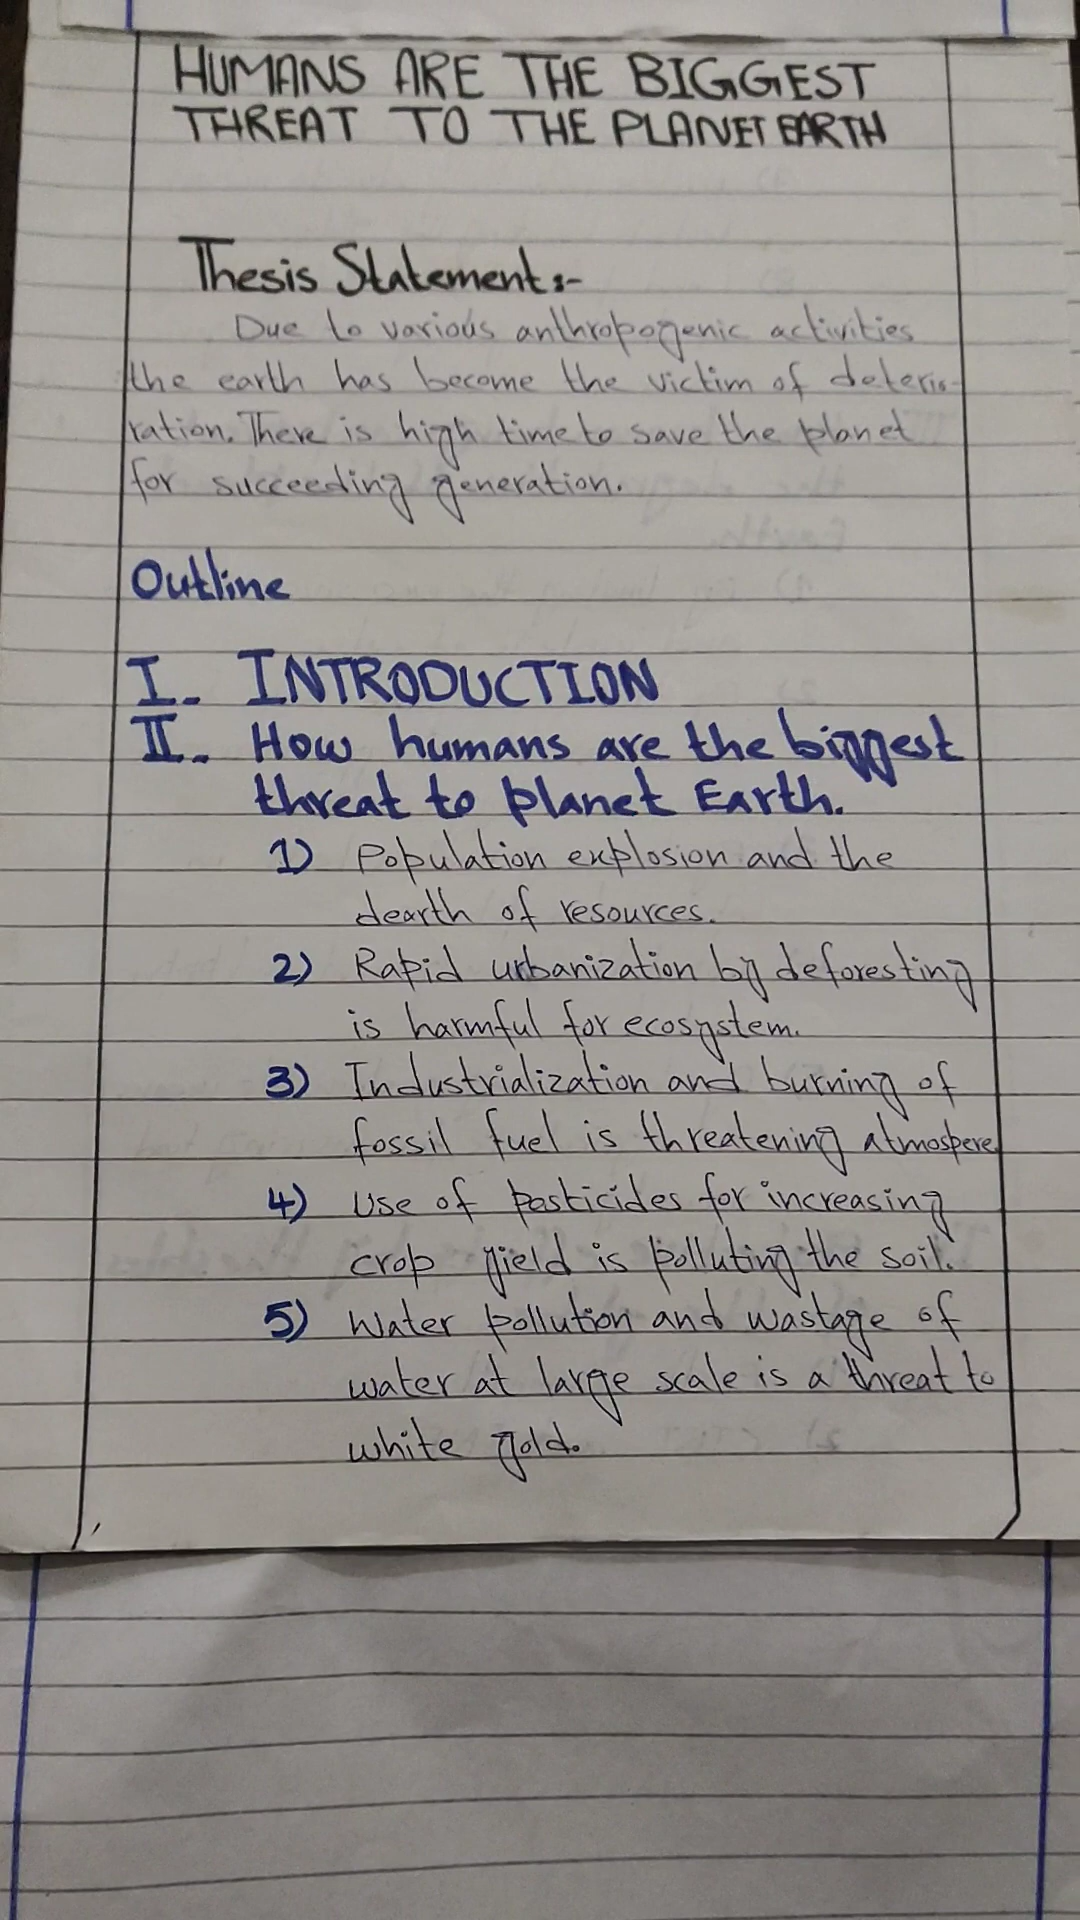 HUMANS ARE THE BIGGEST
THREAT TO THE PLANET EARTH
Thesis Statement:-
Due to various anthropogenic activities
the earth has become the victim of deterio-
ration. There is high time to save the planet
for succeeding generation.
Outline
I. INTRODUCTION
II. How humans are the biggest
threat to planet Earth.
1) Population explosion and the
dearth of resources.
2) Rapid urbanization by deforesting
is harmful for ecosystem.
3) Industrialization and burning of
fossil fuel is threatening atmospere
4) Use of pesticides for increasing
crop yield is polluting the soil.
5) Water pollution and wastage of
water at large scale is a threat to
white gold.